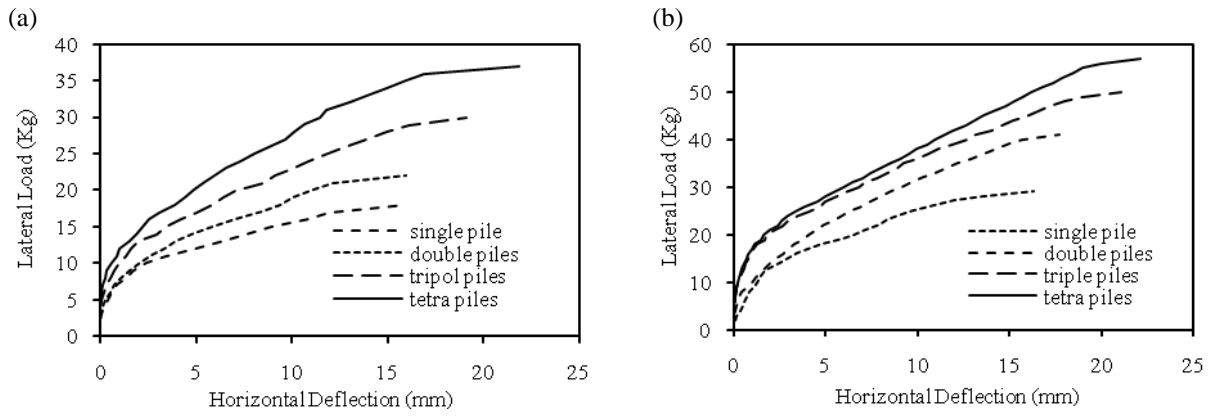 (a)
40
35
30
25
20
15
10
5
0
Lateral Load (Kg)
single pile
double piles
tripol piles
tetra piles
0 5 10 15 20 25
Horizontal Deflection (mm)
(b)
60
50
40
30
20
10
0
Lateral Load (Kg)
single pile
double piles
triple piles
tetra piles
0 5 10 15 20 25
Horizontal Deflection (mm)